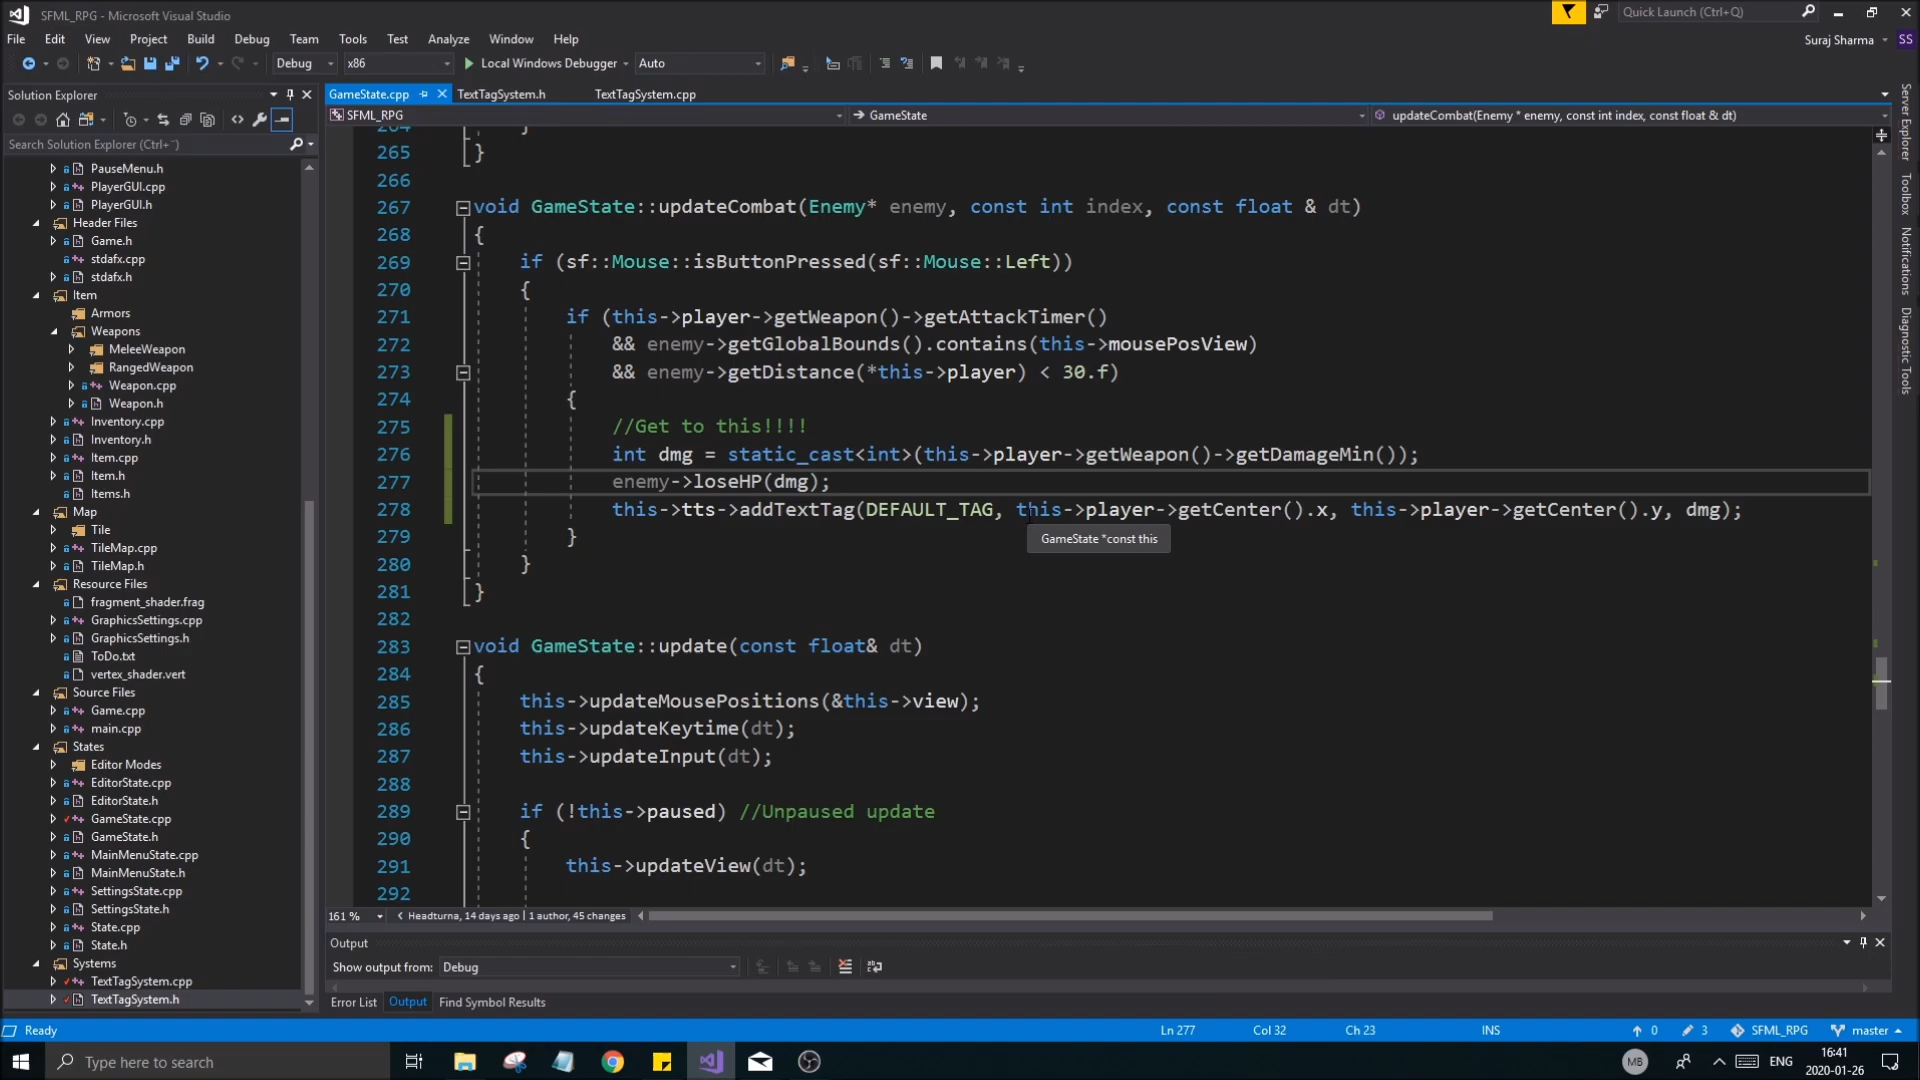 SFML_RPG - Microsoft Visual Studio
Quick Launch (Ctrl+Q)
File Edit View Project Build Debug Team Tools Test Analyze Window Help
Suraj Sharma SS
Debug x86 Local Windows Debugger Auto
Solution Explorer
GameState.cpp TextTagSystem.h TextTagSystem.cpp
SFML_RPG GameState updateCombat(Enemy * enemy, const int index, const float & dt)
Search Solution Explorer (Ctrl+¨)
PauseMenu.h
PlayerGUI.cpp
PlayerGUI.h
Header Files
Game.h
stdafx.cpp
stdafx.h
Item
Armors
Weapons
MeleeWeapon
RangedWeapon
Weapon.cpp
Weapon.h
Inventory.cpp
Inventory.h
Item.cpp
Item.h
Items.h
Map
Tile
TileMap.cpp
TileMap.h
Resource Files
fragment_shader.frag
GraphicsSettings.cpp
GraphicsSettings.h
ToDo.txt
vertex_shader.vert
Source Files
Game.cpp
main.cpp
States
Editor Modes
EditorState.cpp
EditorState.h
GameState.cpp
GameState.h
MainMenuState.cpp
MainMenuState.h
SettingsState.cpp
SettingsState.h
State.cpp
State.h
Systems
TextTagSystem.cpp
TextTagSystem.h
264 }
265 }
266
267 void GameState::updateCombat(Enemy* enemy, const int index, const float & dt)
268 {
269 if (sf::Mouse::isButtonPressed(sf::Mouse::Left))
270 {
271 if (this->player->getWeapon()->getAttackTimer()
272 && enemy->getGlobalBounds().contains(this->mousePosView)
273 && enemy->getDistance(*this->player) < 30.f)
274 {
275 //Get to this!!!!
276 int dmg = static_cast<int>(this->player->getWeapon()->getDamageMin());
277 enemy->loseHP(dmg);
278 this->tts->addTextTag(DEFAULT_TAG, this->player->getCenter().x, this->player->getCenter().y, dmg);
279 }
GameState *const this
280 }
281 }
282
283 void GameState::update(const float& dt)
284 {
285 this->updateMousePositions(&this->view);
286 this->updateKeytime(dt);
287 this->updateInput(dt);
288
289 if (!this->paused) //Unpaused update
290 {
291 this->updateView(dt);
292
161 % Headturna, 14 days ago | 1 author, 45 changes
Output
Show output from: Debug
Error List Output Find Symbol Results
Server Explorer
Toolbox
Notifications
Diagnostic Tools
Ready Ln 277 Col 32 Ch 23 INS 0 3 SFML_RPG master
Type here to search
MB ENG 16:41
2020-01-26